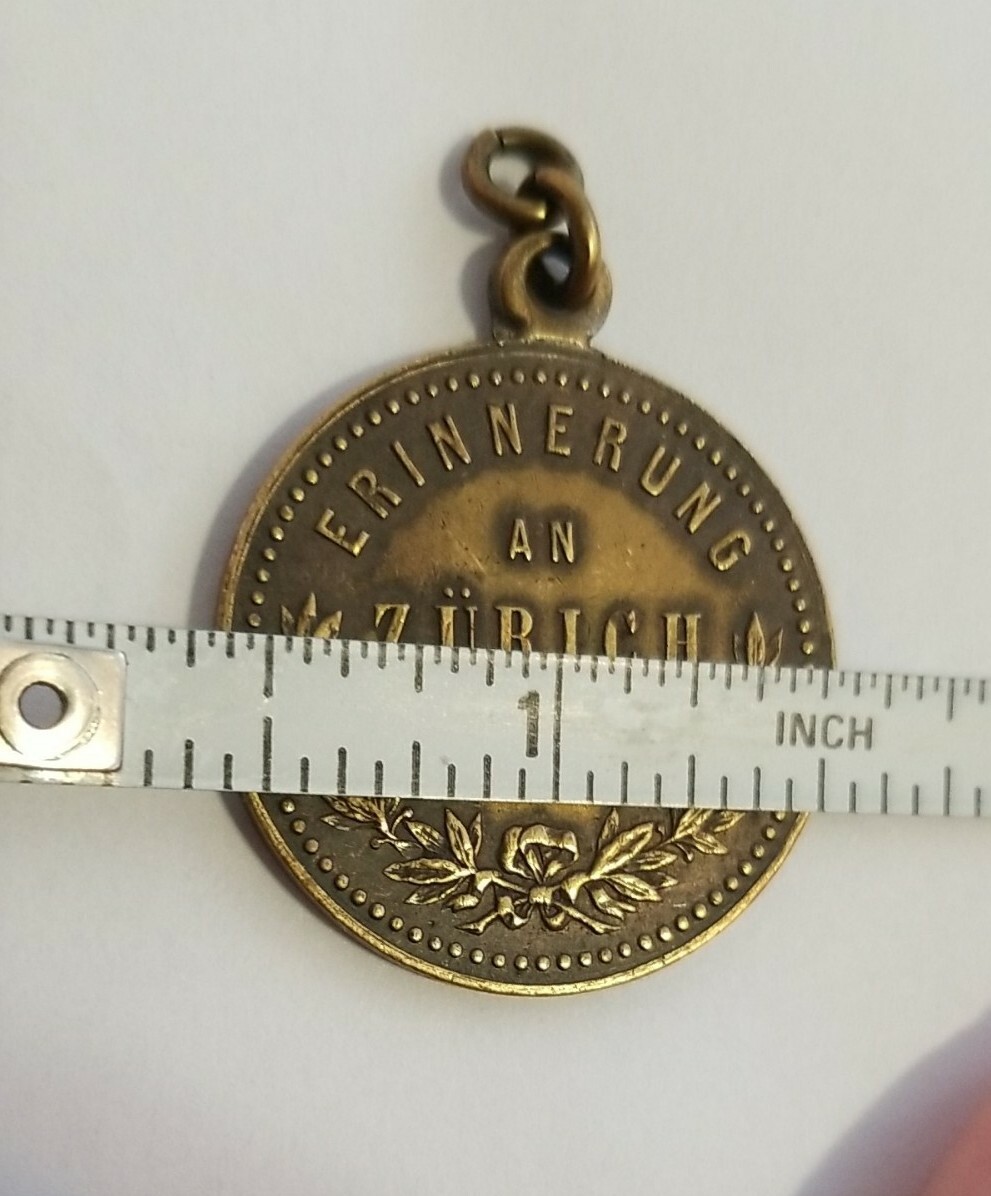 ERINNERUNG
AN
ZÜRICH
1
INCH